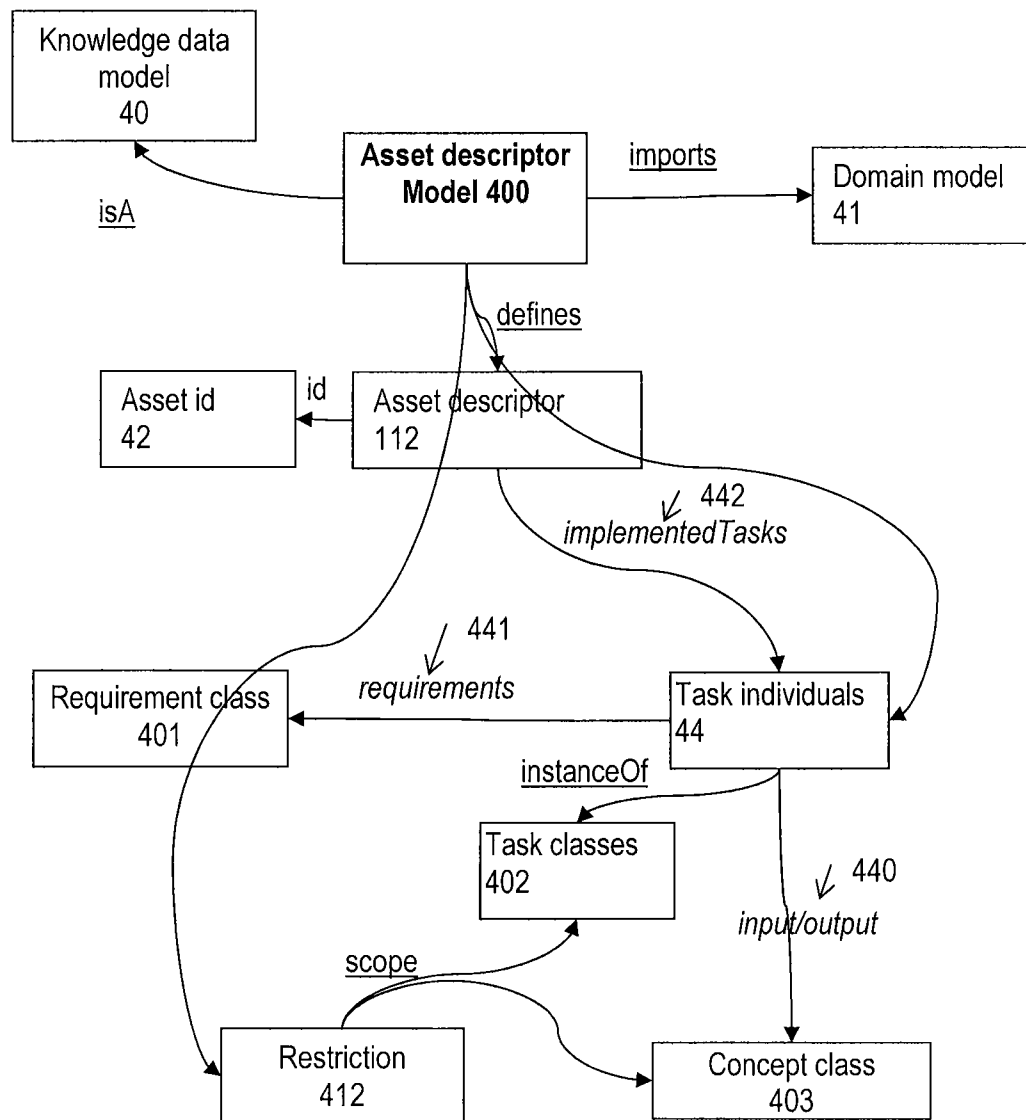 Knowledge data
model
40
Asset descriptor
Model 400
imports
Domain model
41
isA
defines
Asset id
42
id
Asset descriptor
112
442
implementedTasks
441
requirements
Requirement class
401
Task individuals
44
instanceOf
Task classes
402
440
input/output
scope
Restriction
412
Concept class
403